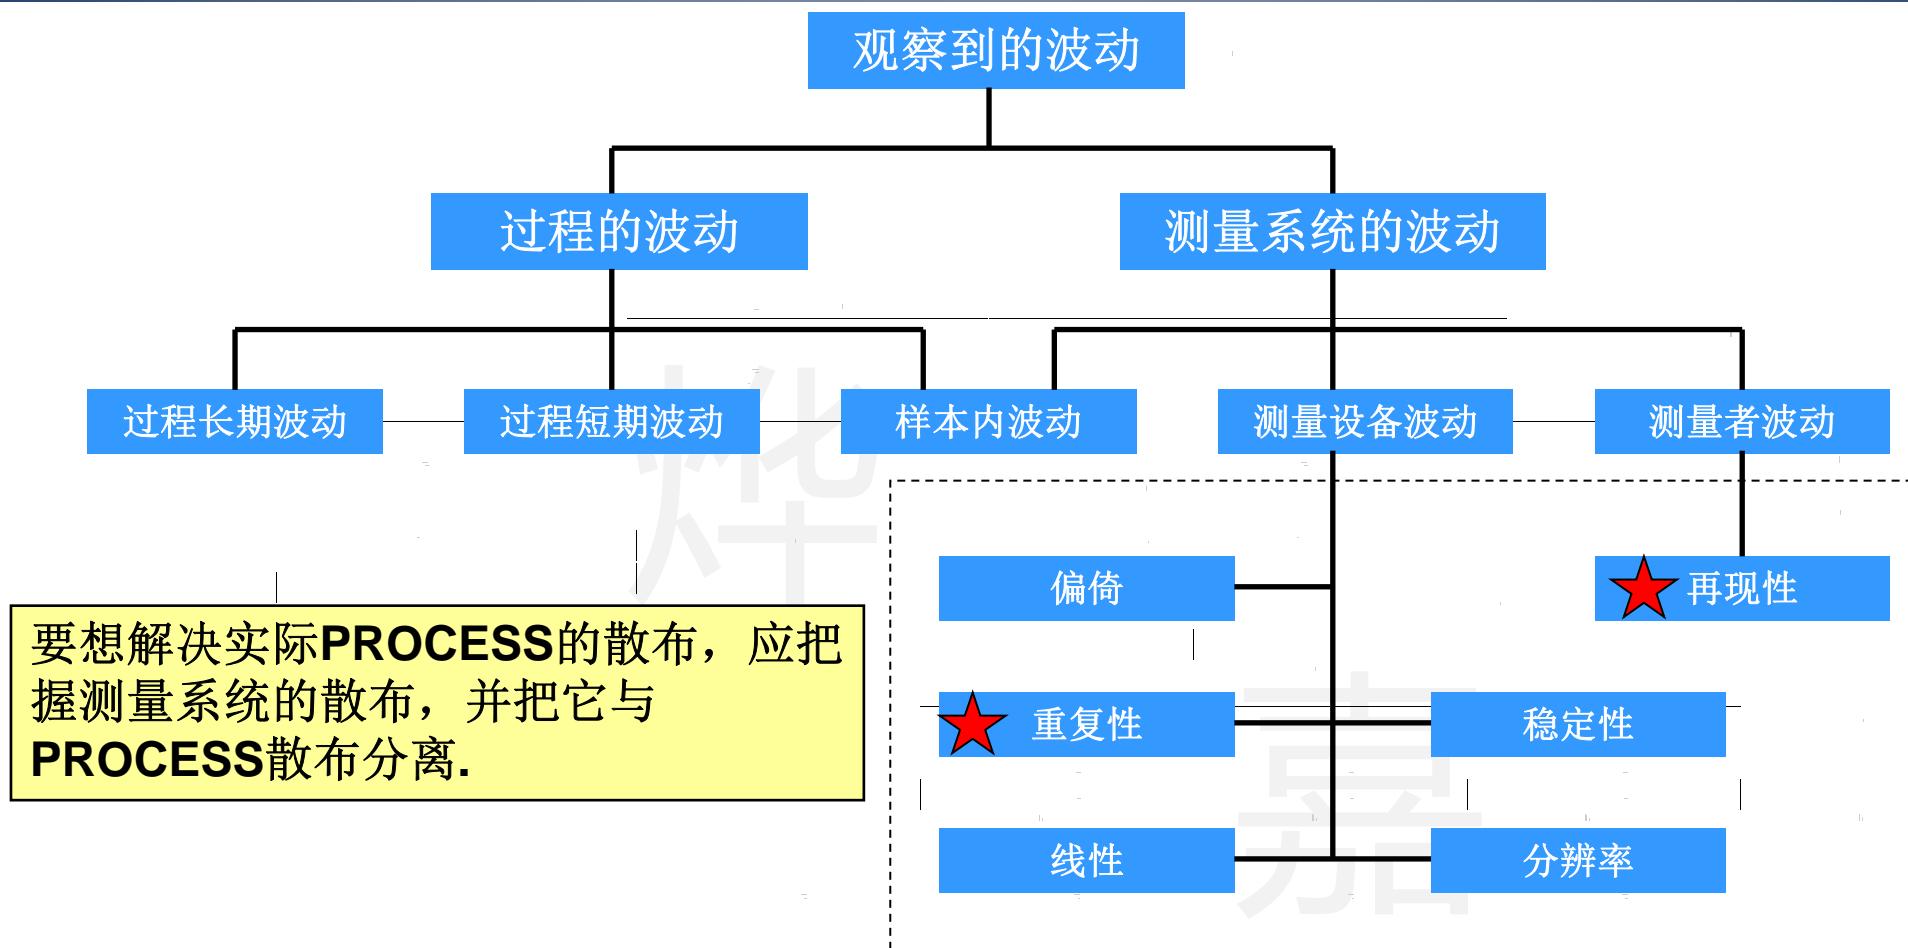 观察到的波动
过程的波动
测量系统的波动
过程长期波动
过程短期波动
样本内波动
测量设备波动
测量者波动
偏倚
再现性
要想解决实际PROCESS的散布，应把
握测量系统的散布，并把它与
PROCESS散布分离.
重复性
稳定性
线性
分辨率
烨
嘉